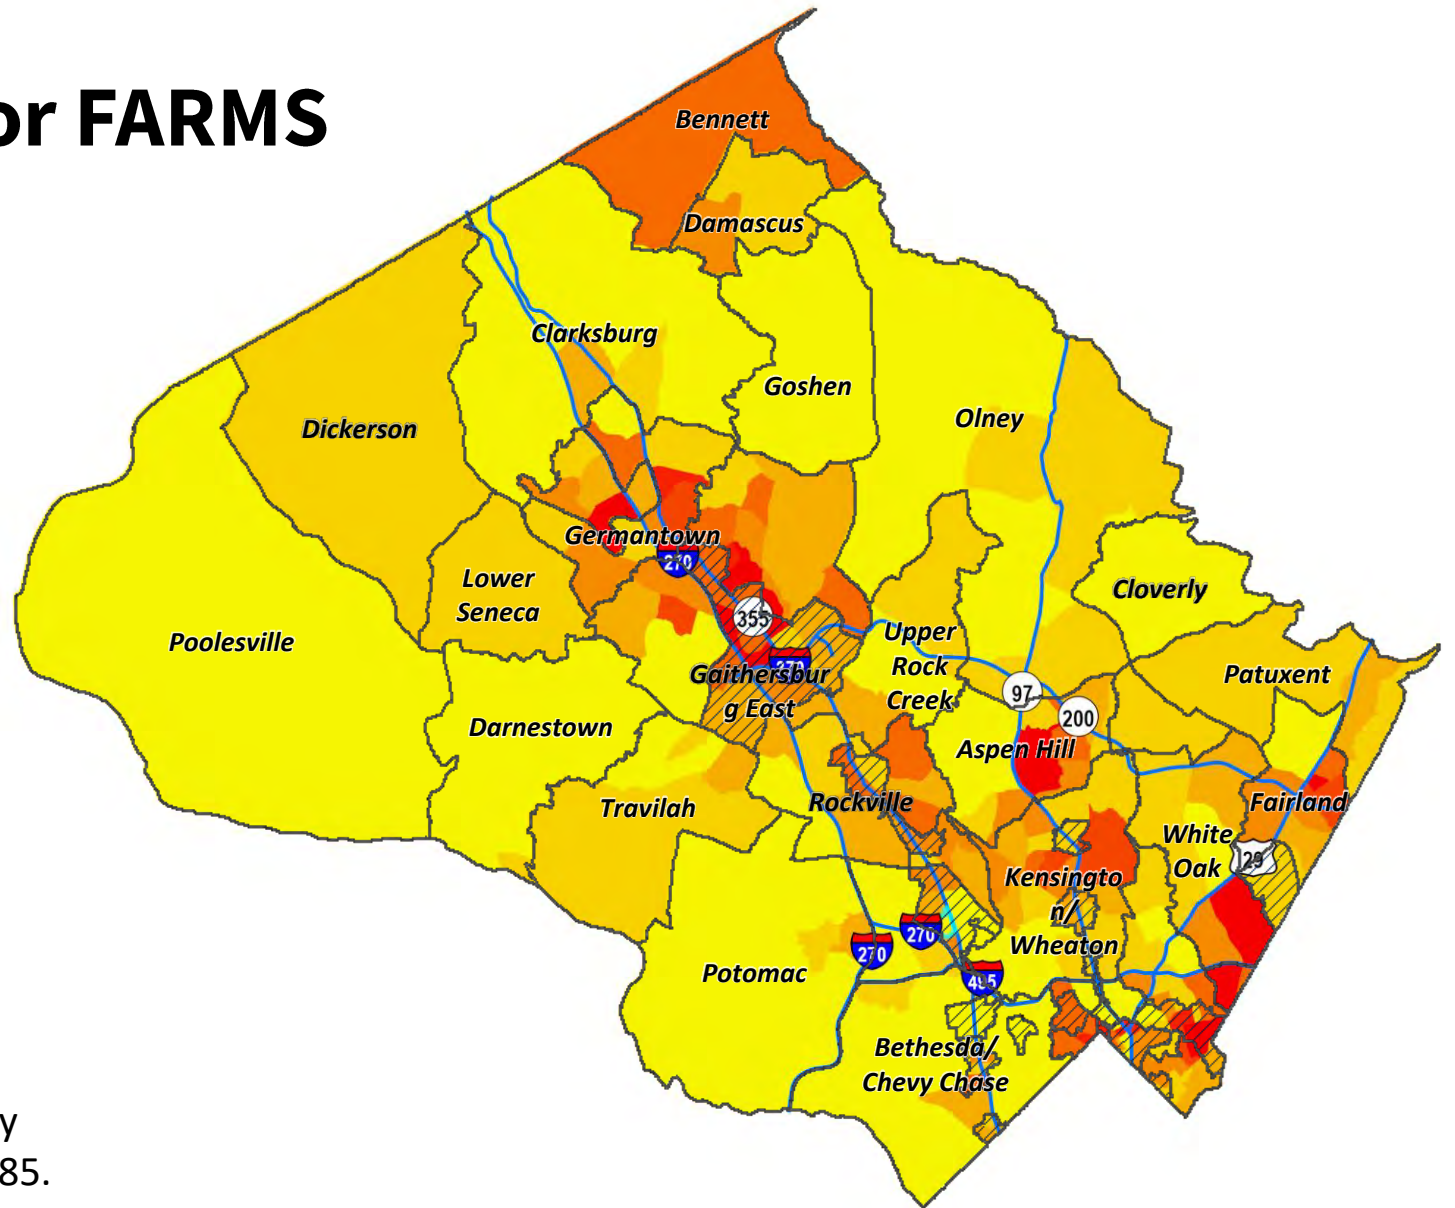 or FARMS
Bennett
Damascus
Clarksburg
Goshen
Dickerson
Olney
Germantown
270
Lower
Seneca
Cloverly
355
Poolesville
Upper
Rock
Creek
270
Gaithersbur
g East
Patuxent
97
200
Darnestown
Aspen Hill
Travilah
Rockville
Fairland
White
Oak
29
Kensingto
n/
Wheaton
270
270
495
Potomac
Bethesda/
Chevy Chase
y
85.